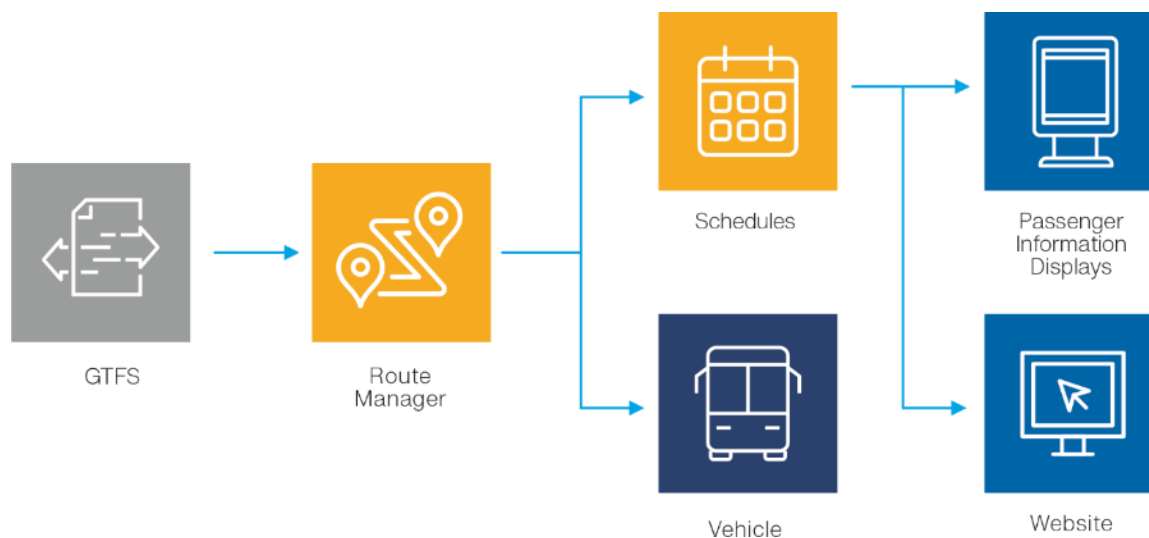 GTFS
Route
Manager
Schedules
Vehicle
Passenger
Information
Displays
Website